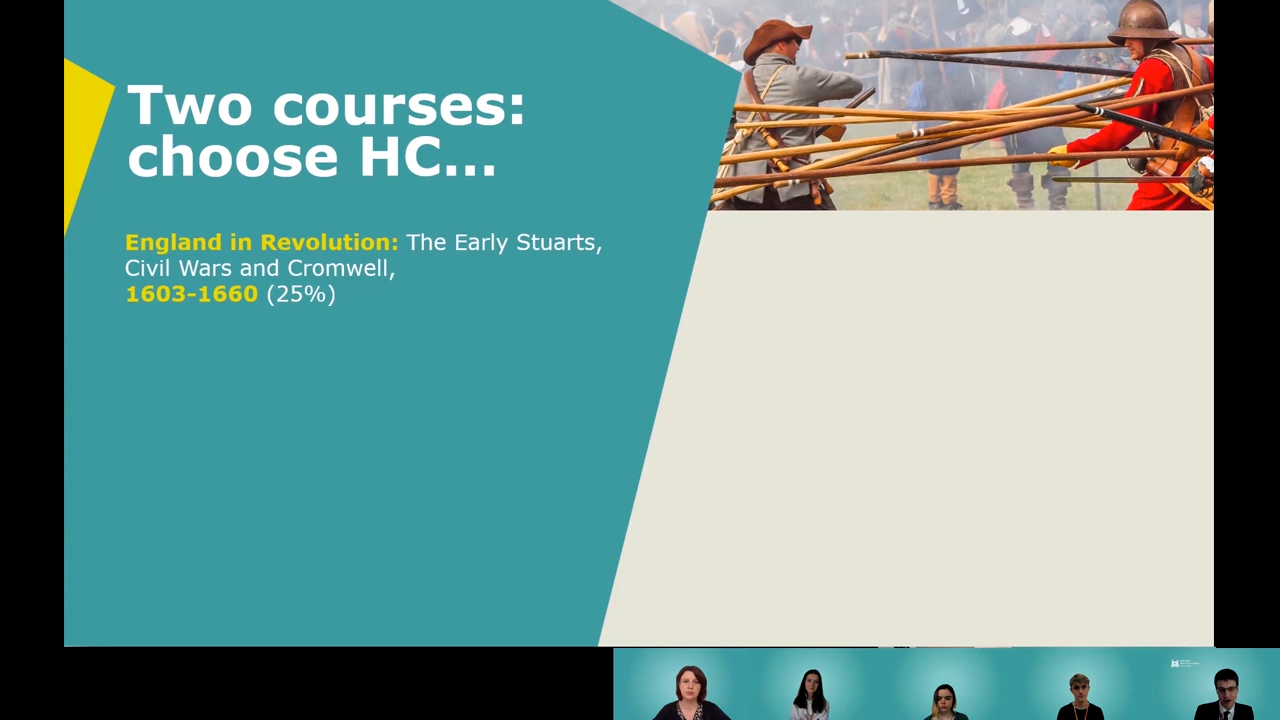 Two courses:
choose HC...
England in Revolution: The Early Stuarts,
Civil Wars and Cromwell,
1603-1660 (25%)